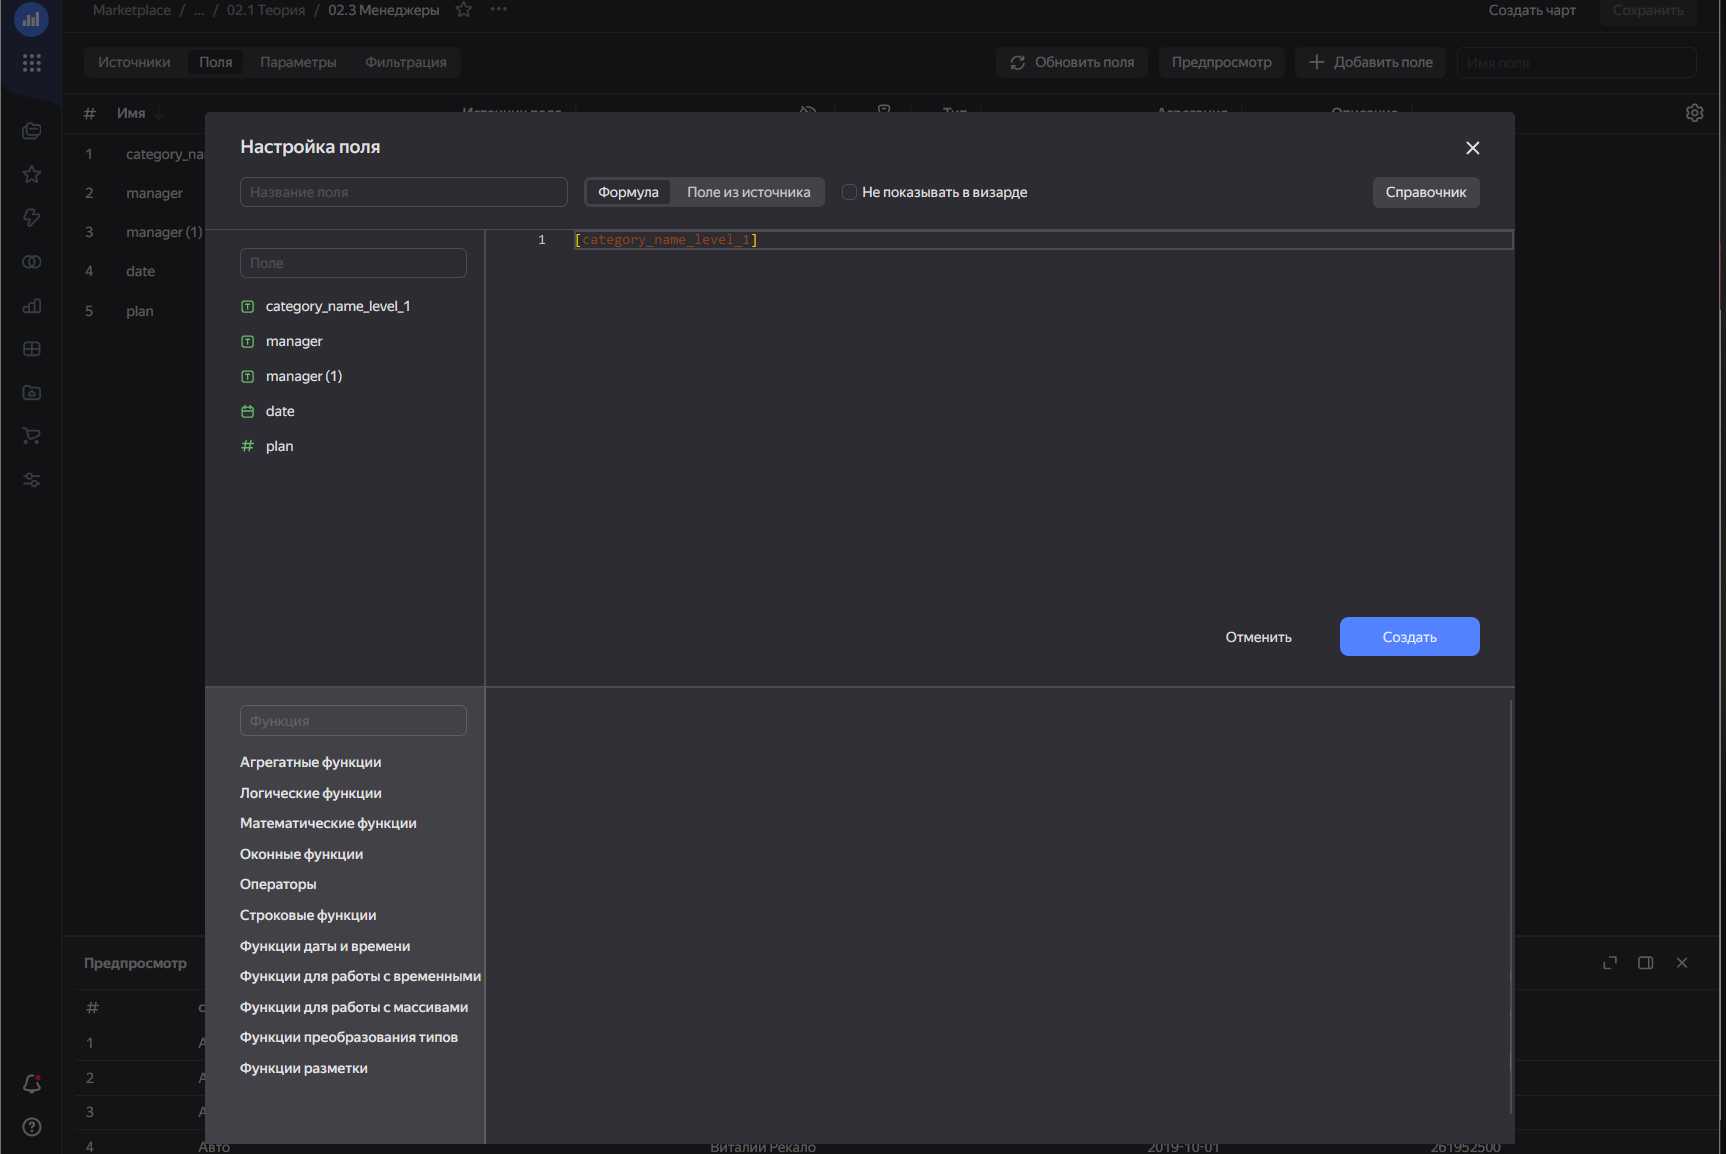 Marketplace / ... / 02.1 Теория / 02.3 Менеджеры
Создать чарт
Сохранить
Источники Поля Параметры Фильтрация
Обновить поля
Предпросмотр
Добавить поле
Имя поля
# Имя Источник поля Тип Агрегация Описание
1 category_na
2 manager
3 manager (1)
4 date
5 plan
Настройка поля
Название поля
Формула Поле из источника
Не показывать в визарде
Справочник
Поле
category_name_level_1
manager
manager (1)
date
plan
1 [category_name_level_1]
Отменить
Создать
Функция
Агрегатные функции
Логические функции
Математические функции
Оконные функции
Операторы
Строковые функции
Функции даты и времени
Функции для работы с временными
Функции для работы с массивами
Функции преобразования типов
Функции разметки
Предпросмотр
# c
1 А
2 А
3 А
4 Авто Виталий Рекало 2019-10-01 261952500